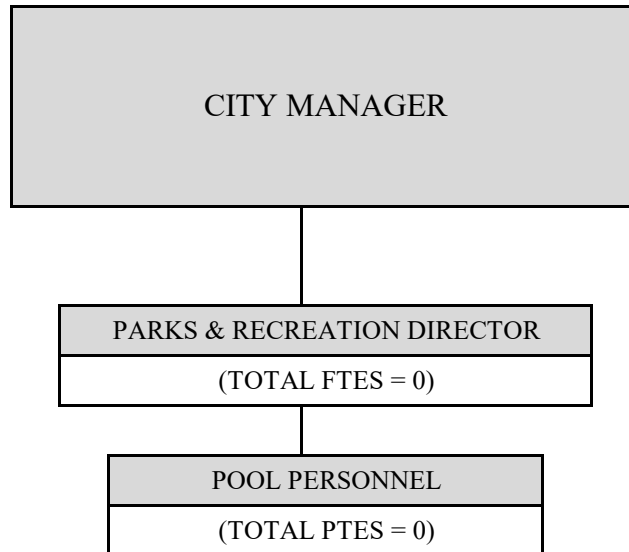 CITY MANAGER
PARKS & RECREATION DIRECTOR
(TOTAL FTES = 0)
POOL PERSONNEL
(TOTAL PTES = 0)